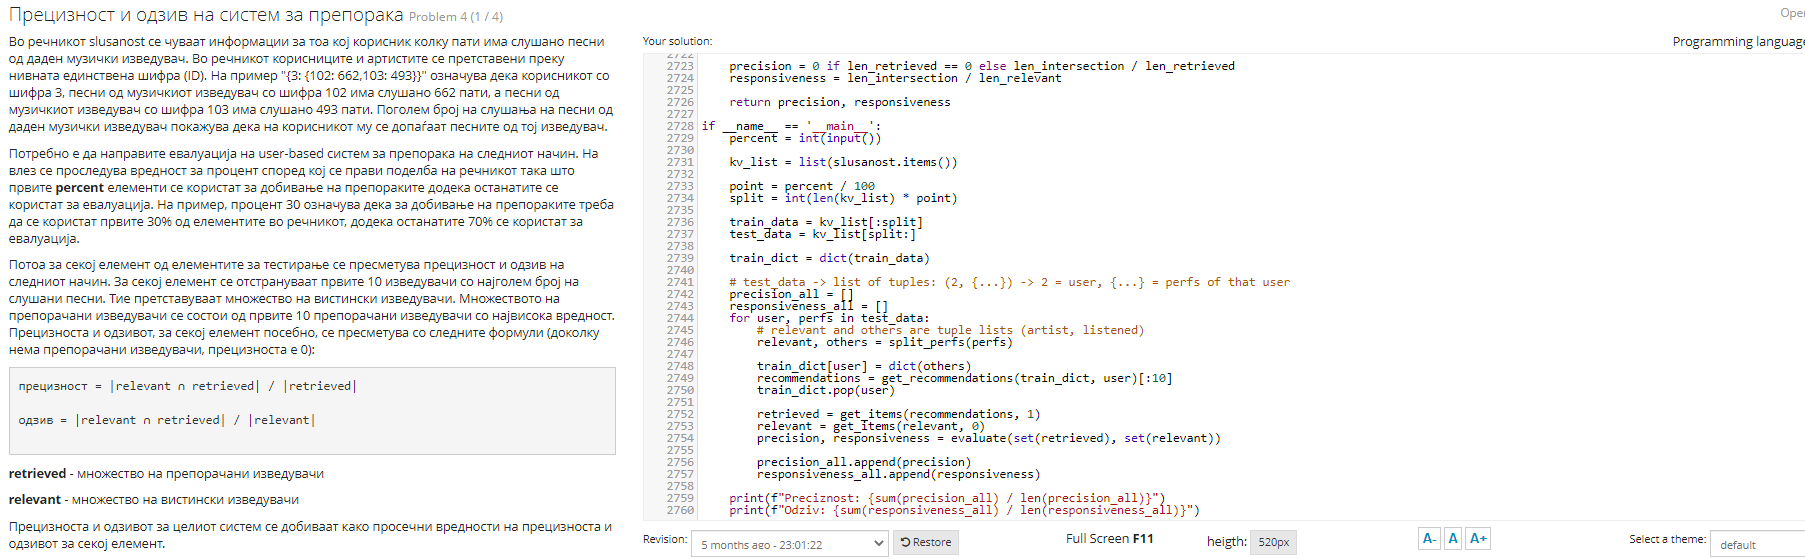 Прецизност и одзив на систем за препорака Problem 4 (1 / 4)
Во речникот slusanost се чуваат информации за тоа кој корисник колку пати има слушано песни
од даден музички изведувач. Во речникот корисниците и артистите се претставени преку
нивната единствена шифра (ID). На пример "{3: {102: 662,103: 493}}" означува дека корисникот со
шифра 3, песни од музичкиот изведувач со шифра 102 има слушано 662 пати, а песни од
музичкиот изведувач со шифра 103 има слушано 493 пати. Поголем број на слушања на песни од
даден музички изведувач покажува дека на корисникот му се допаѓаат песните од тој изведувач.
Потребно е да направите евалуација на user-based систем за препорака на следниот начин. На
влез се проследува вредност за процент според кој се прави поделба на речникот така што
првите percent елементи се користат за добивање на препораките додека останатите се
користат за евалуација. На пример, процент 30 означува дека за добивање на препораките треба
да се користат првите 30% од елементите во речникот, додека останатите 70% се користат за
евалуација.
Потоа за секој елемент од елементите за тестирање се пресметува прецизност и одзив на
следниот начин. За секој елемент се отстрануваат првите 10 изведувачи со најголем број на
слушани песни. Тие претставуваат множество на вистински изведувачи. Множеството на
препорачани изведувачи се состои од првите 10 препорачани изведувачи со највисока вредност.
Прецизноста и одзивот, за секој елемент посебно, се пресметува со следните формули (доколку
нема препорачани изведувачи, прецизноста е 0):
прецизност = |relevant ∩ retrieved| / |retrieved|
одзив = |relevant ∩ retrieved| / |relevant|
retrieved - множество на препорачани изведувачи
relevant - множество на вистински изведувачи
Прецизноста и одзивот за целиот систем се добиваат како просечни вредности на прецизноста и
одзивот за секој елемент.
Open
Your solution:
Programming language
2722
2723 precision = 0 if len_retrieved == 0 else len_intersection / len_retrieved
2724 responsiveness = len_intersection / len_relevant
2725
2726 return precision, responsiveness
2727
2728 if __name__ == '__main__':
2729 percent = int(input())
2730
2731 kv_list = list(slusanost.items())
2732
2733 point = percent / 100
2734 split = int(len(kv_list) * point)
2735
2736 train_data = kv_list[:split]
2737 test_data = kv_list[split:]
2738
2739 train_dict = dict(train_data)
2740
2741 # test_data -> list of tuples: (2, {...}) -> 2 = user, {...} = perfs of that user
2742 precision_all = []
2743 responsiveness_all = []
2744 for user, perfs in test_data:
2745 # relevant and others are tuple lists (artist, listened)
2746 relevant, others = split_perfs(perfs)
2747
2748 train_dict[user] = dict(others)
2749 recommendations = get_recommendations(train_dict, user)[:10]
2750 train_dict.pop(user)
2751
2752 retrieved = get_items(recommendations, 1)
2753 relevant = get_items(relevant, 0)
2754 precision, responsiveness = evaluate(set(retrieved), set(relevant))
2755
2756 precision_all.append(precision)
2757 responsiveness_all.append(responsiveness)
2758
2759 print(f"Preciznost: {sum(precision_all) / len(precision_all)}")
2760 print(f"Odziv: {sum(responsiveness_all) / len(responsiveness_all)}")
Revision: 5 months ago - 23:01:22 Restore Full Screen F11 heigth: 520px A- A A+ Select a theme: default